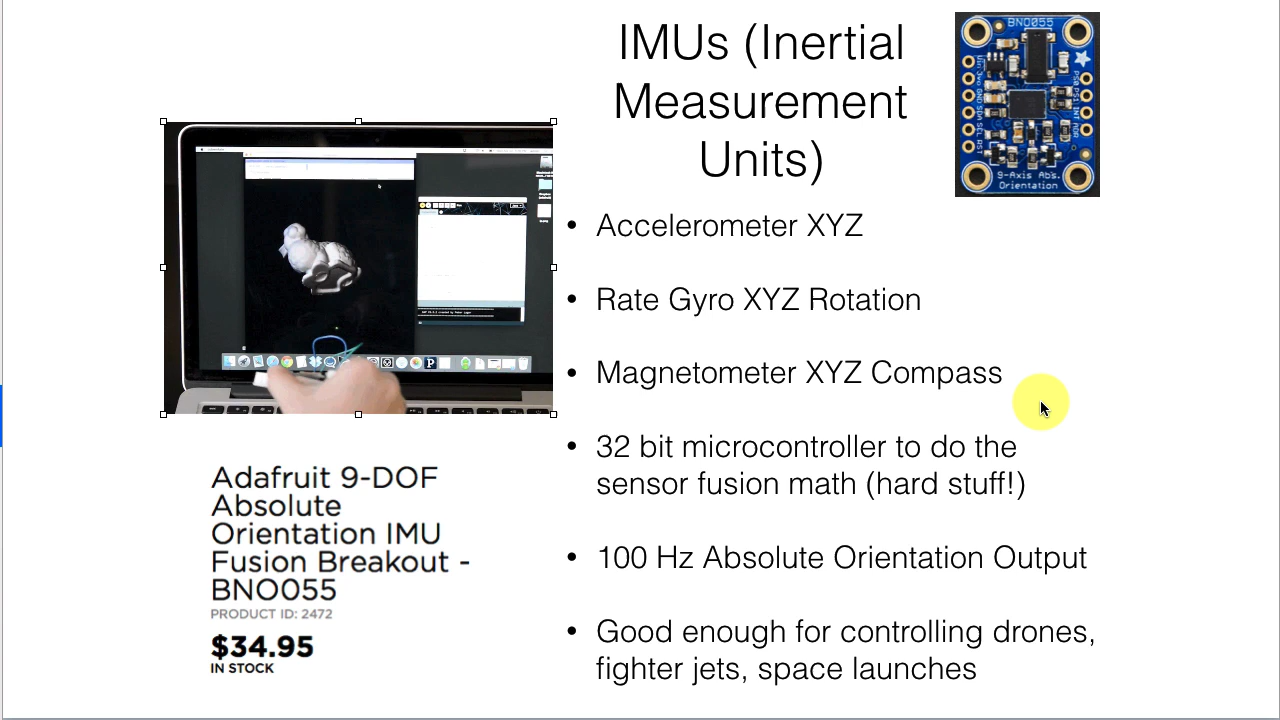 IMUs (Inertial
Measurement
Units)
BNO055
9-Axis Abs.
Orientation
• Accelerometer XYZ
• Rate Gyro XYZ Rotation
• Magnetometer XYZ Compass
• 32 bit microcontroller to do the
sensor fusion math (hard stuff!)
• 100 Hz Absolute Orientation Output
• Good enough for controlling drones,
fighter jets, space launches
Adafruit 9-DOF
Absolute
Orientation IMU
Fusion Breakout -
BNO055
PRODUCT ID: 2472
$34.95
IN STOCK